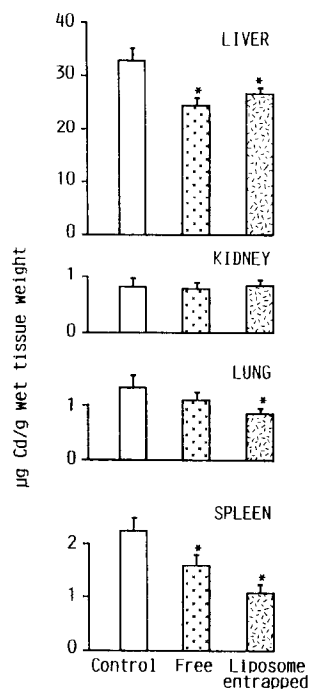 40
LIVER
*
*
30
20
10
0
KIDNEY
1
0
LUNG
*
1
0
SPLEEN
*
*
2
1
0
µg Cd/g wet tissue weight
Control Free Liposome
entrapped